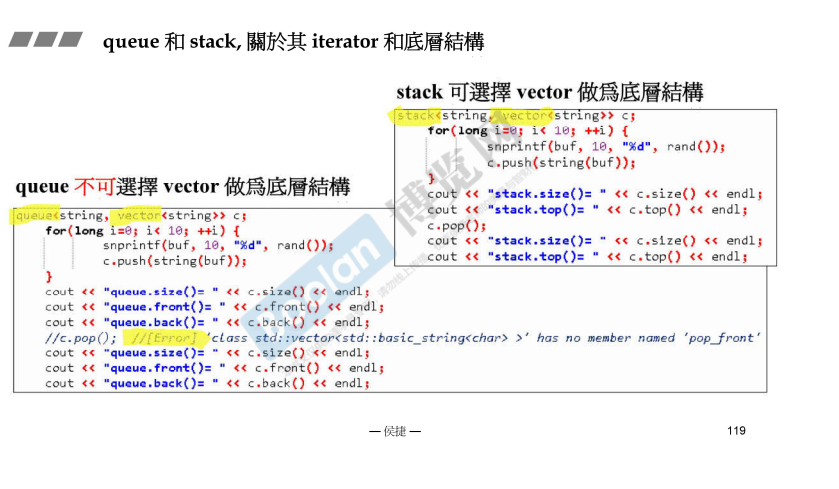 queue 和 stack, 關於其 iterator 和底層結構
stack 可選擇 vector 做爲底層結構
stack<string, vector<string>> c;
for(long i=0; i< 10; ++i) {
snprintf(buf, 10, "%d", rand());
c.push(string(buf));
}
cout << "stack.size()= " << c.size() << endl;
cout << "stack.top()= " << c.top() << endl;
c.pop();
cout << "stack.size()= " << c.size() << endl;
cout << "stack.top()= " << c.top() << endl;
queue 不可選擇 vector 做爲底層結構
queue<string, vector<string>> c;
for(long i=0; i< 10; ++i) {
snprintf(buf, 10, "%d", rand());
c.push(string(buf));
}
cout << "queue.size()= " << c.size() << endl;
cout << "queue.front()= " << c.front() << endl;
cout << "queue.back()= " << c.back() << endl;
//c.pop(); //[Error] 'class std::vector<std::basic_string<char> >' has no member named 'pop_front'
cout << "queue.size()= " << c.size() << endl;
cout << "queue.front()= " << c.front() << endl;
cout << "queue.back()= " << c.back() << endl;
博览网
— 侯捷 —
119